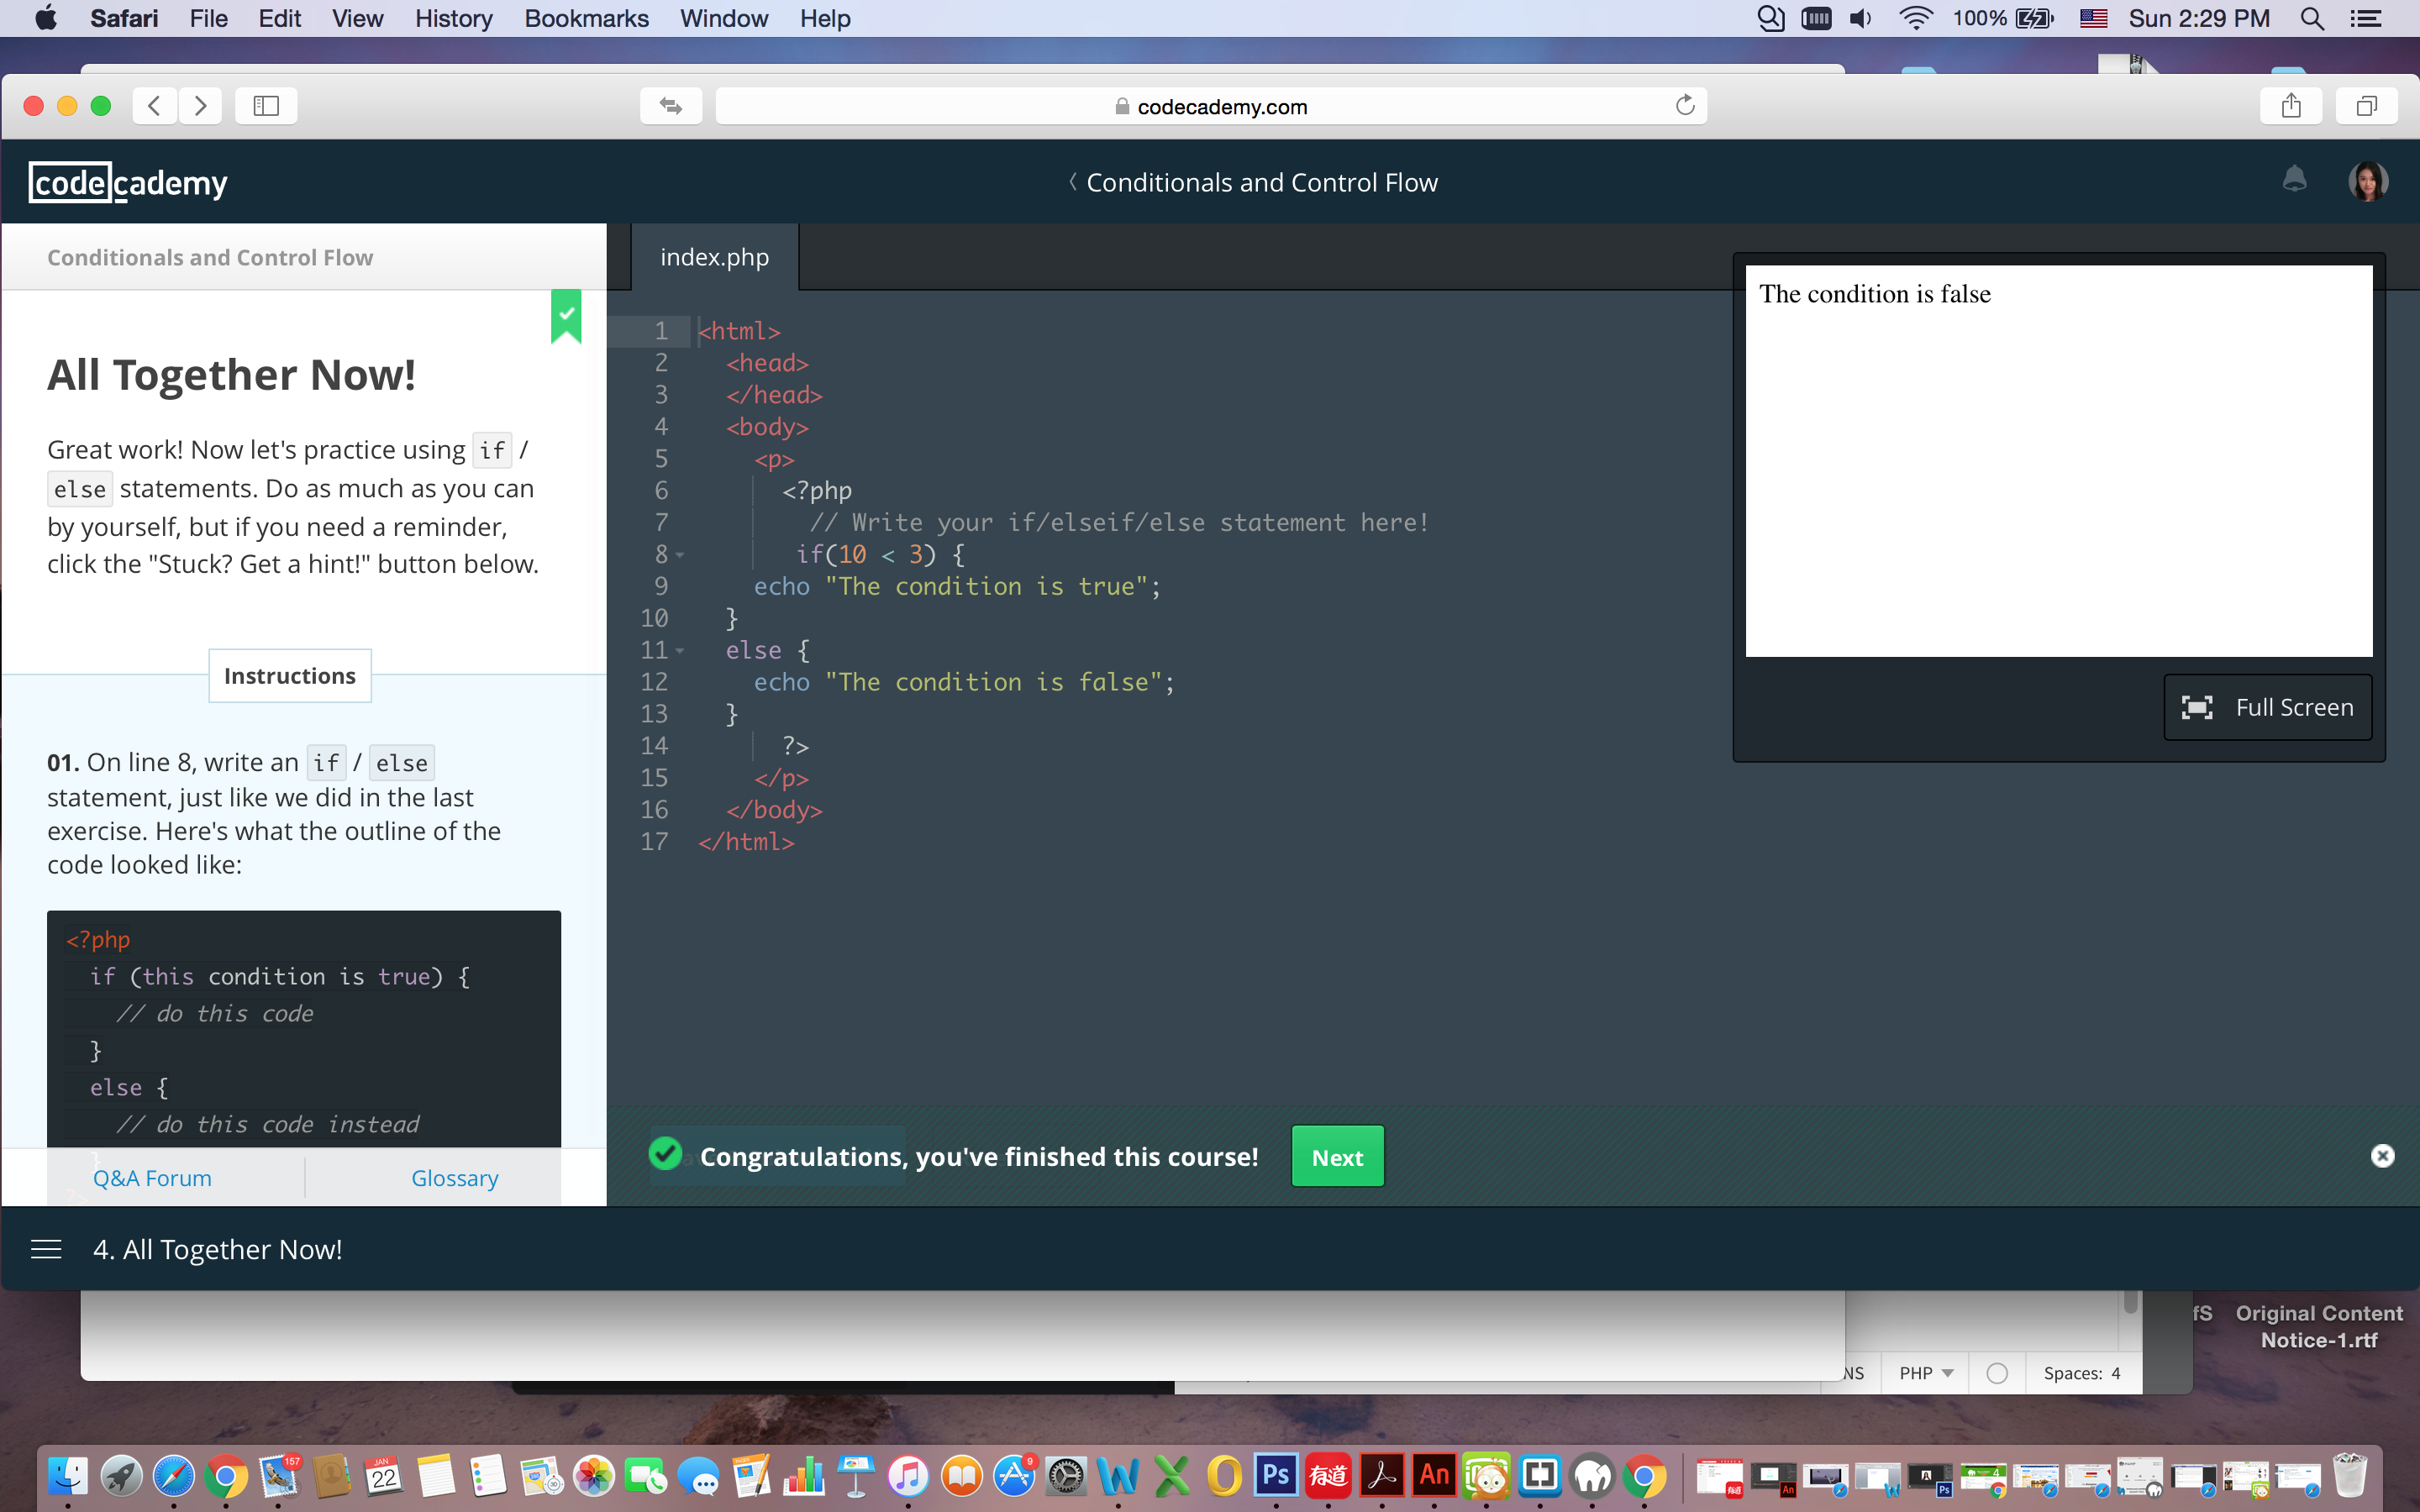 Safari File Edit View History Bookmarks Window Help
100% Sun 2:29 PM
codecademy.com
codecademy
Conditionals and Control Flow
Conditionals and Control Flow
All Together Now!
Great work! Now let's practice using if /
else statements. Do as much as you can
by yourself, but if you need a reminder,
click the "Stuck? Get a hint!" button below.
Instructions
01. On line 8, write an if / else
statement, just like we did in the last
exercise. Here's what the outline of the
code looked like:
<?php
if (this condition is true) {
// do this code
}
else {
// do this code instead
}
?>
Q&A Forum Glossary
index.php
1 <html>
2 <head>
3 </head>
4 <body>
5 <p>
6 <?php
7 // Write your if/elseif/else statement here!
8 if(10 < 3) {
9 echo "The condition is true";
10 }
11 else {
12 echo "The condition is false";
13 }
14 ?>
15 </p>
16 </body>
17 </html>
The condition is false
Full Screen
Congratulations, you've finished this course!
Next
4. All Together Now!
fS Original Content
Notice-1.rtf
NS PHP Spaces: 4
157
JAN
22
9
Ps
有道
An